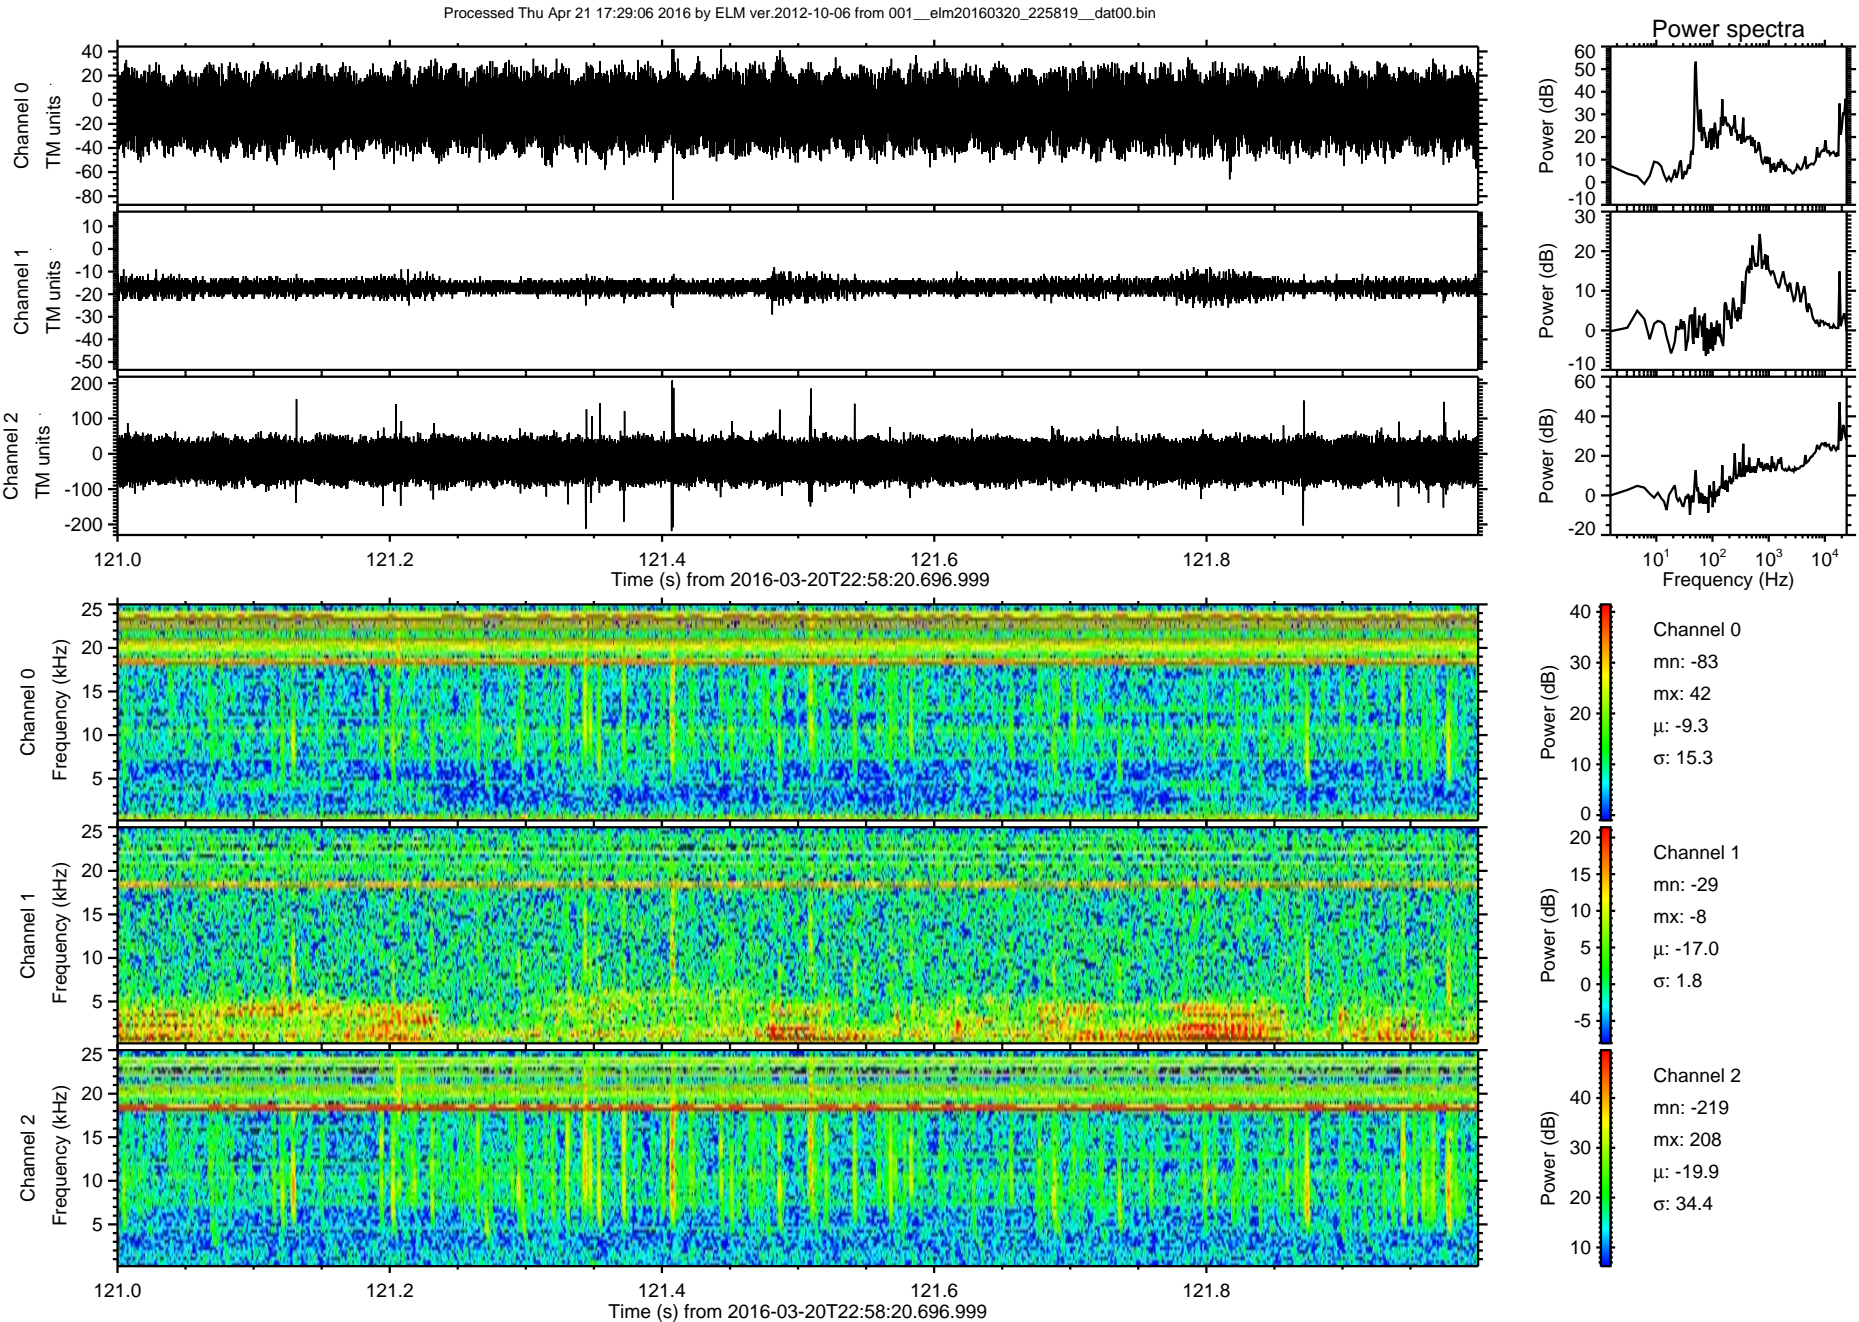 Processed Thu Apr 21 17:29:06 2016 by ELM ver.2012-10-06 from 001__elm20160320_225819__dat00.bin
Power spectra
Channel 0
TM units
40
20
0
-20
-40
-60
-80
Power (dB)
60
50
40
30
20
10
0
-10
Channel 1
TM units
10
0
-10
-20
-30
-40
-50
Power (dB)
30
20
10
0
-10
Channel 2
TM units
200
100
0
-100
-200
Power (dB)
60
40
20
0
-20
121.0 121.2 121.4 121.6 121.8
Time (s) from 2016-03-20T22:58:20.696.999
10¹ 10² 10³ 10⁴
Frequency (Hz)
Channel 0
Frequency (kHz)
25
20
15
10
5
Power (dB)
40
30
20
10
0
Channel 0
mn: -83
mx: 42
μ: -9.3
σ: 15.3
Channel 1
Frequency (kHz)
25
20
15
10
5
Power (dB)
20
15
10
5
0
-5
Channel 1
mn: -29
mx: -8
μ: -17.0
σ: 1.8
Channel 2
Frequency (kHz)
25
20
15
10
5
Power (dB)
40
30
20
10
Channel 2
mn: -219
mx: 208
μ: -19.9
σ: 34.4
121.0 121.2 121.4 121.6 121.8
Time (s) from 2016-03-20T22:58:20.696.999